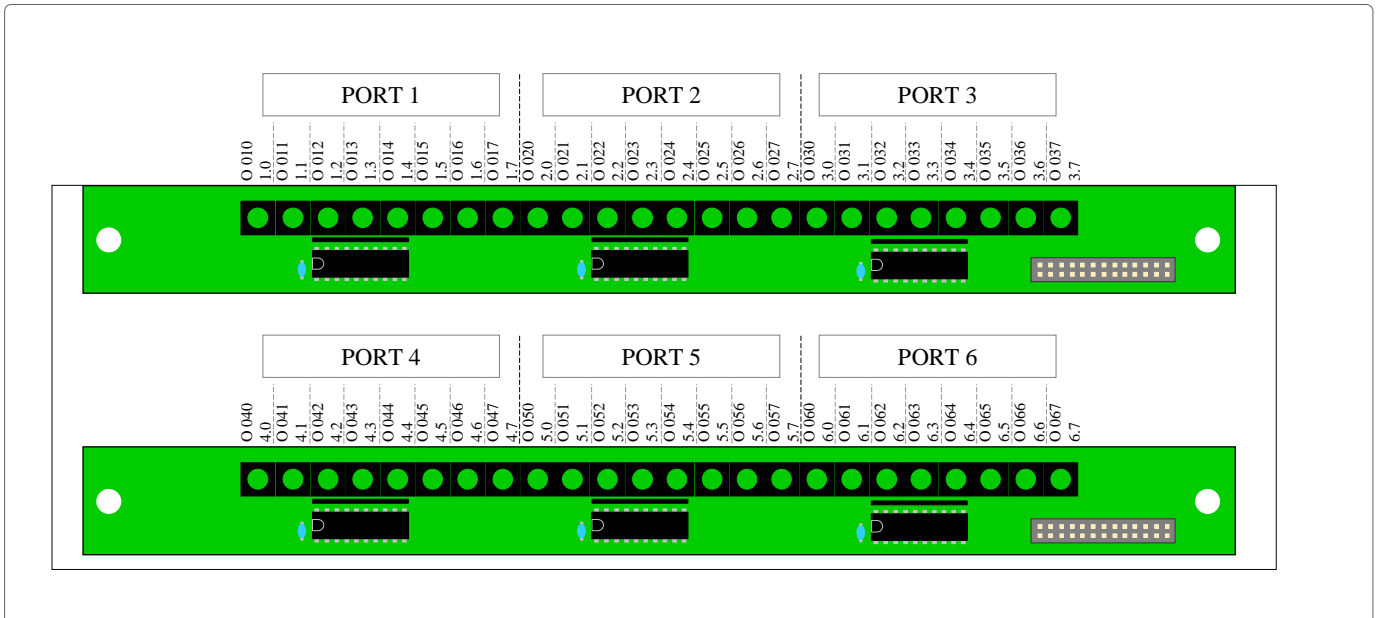 PORT 1
PORT 2
PORT 3
O 010
1.0
O 011
1.1
O 012
1.2
O 013
1.3
O 014
1.4
O 015
1.5
O 016
1.6
O 017
1.7
O 020
2.0
O 021
2.1
O 022
2.2
O 023
2.3
O 024
2.4
O 025
2.5
O 026
2.6
O 027
2.7
O 030
3.0
O 031
3.1
O 032
3.2
O 033
3.3
O 034
3.4
O 035
3.5
O 036
3.6
O 037
3.7
PORT 4
PORT 5
PORT 6
O 040
4.0
O 041
4.1
O 042
4.2
O 043
4.3
O 044
4.4
O 045
4.5
O 046
4.6
O 047
4.7
O 050
5.0
O 051
5.1
O 052
5.2
O 053
5.3
O 054
5.4
O 055
5.5
O 056
5.6
O 057
5.7
O 060
6.0
O 061
6.1
O 062
6.2
O 063
6.3
O 064
6.4
O 065
6.5
O 066
6.6
O 067
6.7